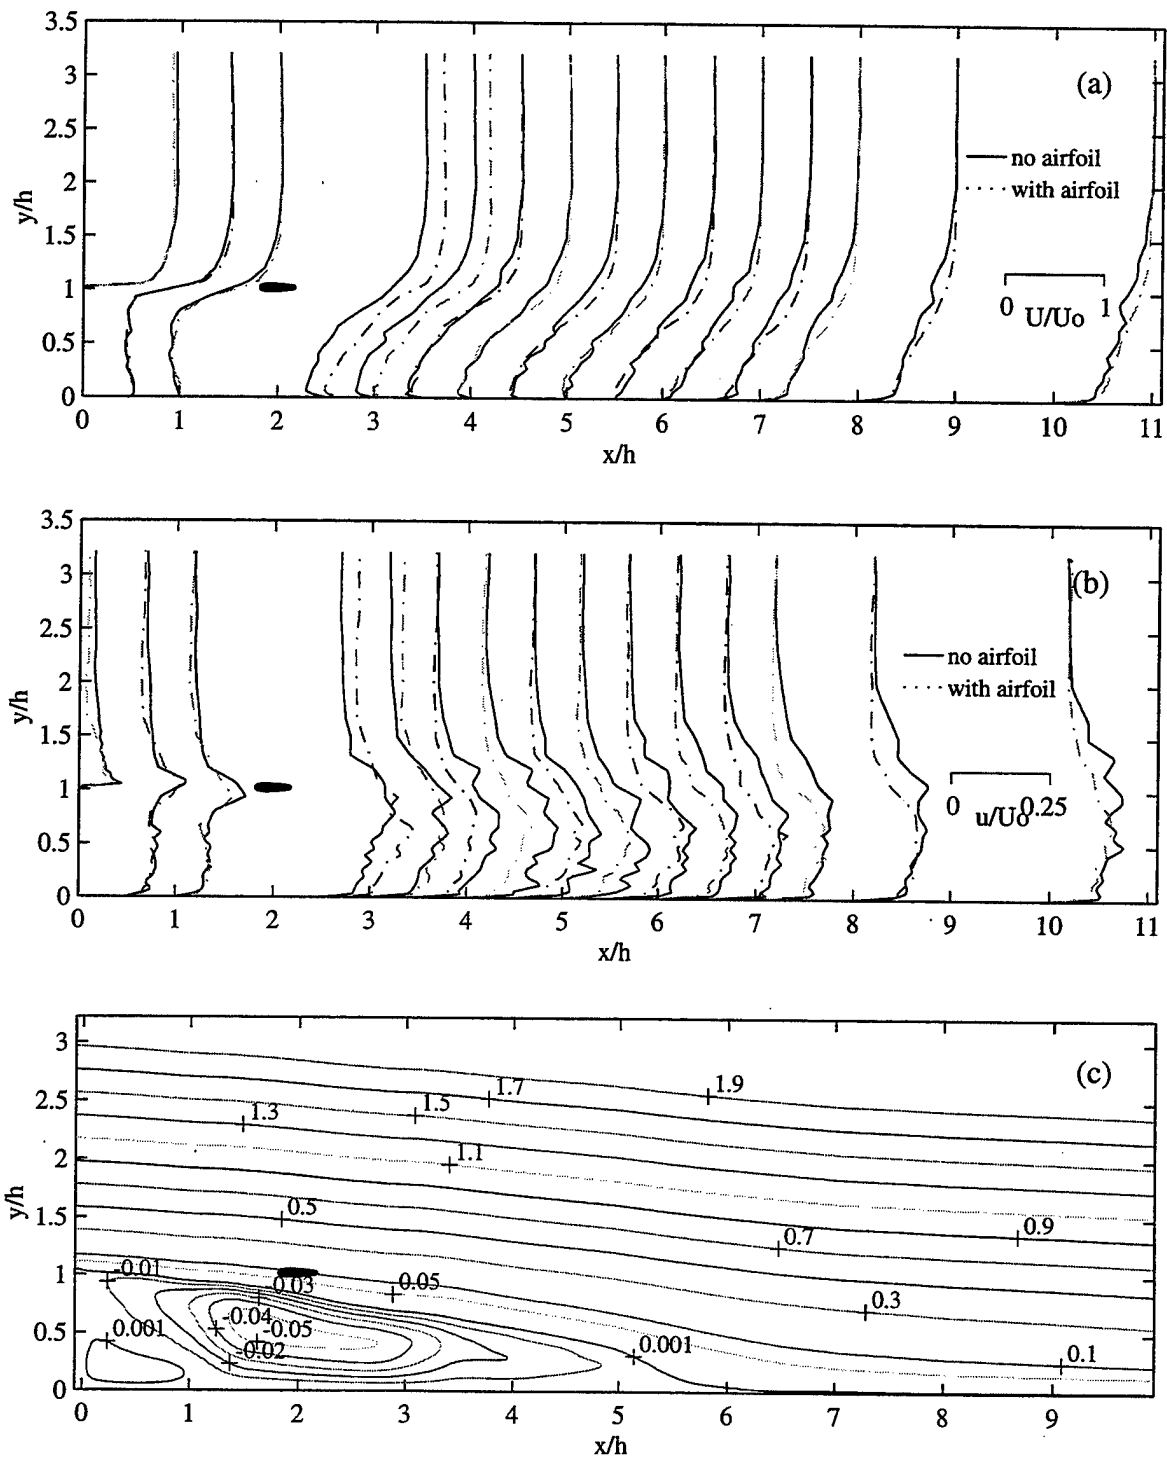 3.5
3
2.5
2
1.5
1
0.5
0
y/h
(a)
no airfoil
with airfoil
0 U/Uo 1
0 1 2 3 4 5 6 7 8 9 10 11
x/h
3.5
3
2.5
2
1.5
1
0.5
0
y/h
(b)
no airfoil
with airfoil
0 u/Uo 0.25
0 1 2 3 4 5 6 7 8 9 10 11
x/h
3
2.5
2
1.5
1
0.5
0
y/h
(c)
1.7 1.9
1.3 1.5
1.1
0.5
0.7 0.9
-0.01 -0.03 0.05
0.3
-0.04
0.001 -0.05
-0.02 0.001
0.1
0 1 2 3 4 5 6 7 8 9
x/h